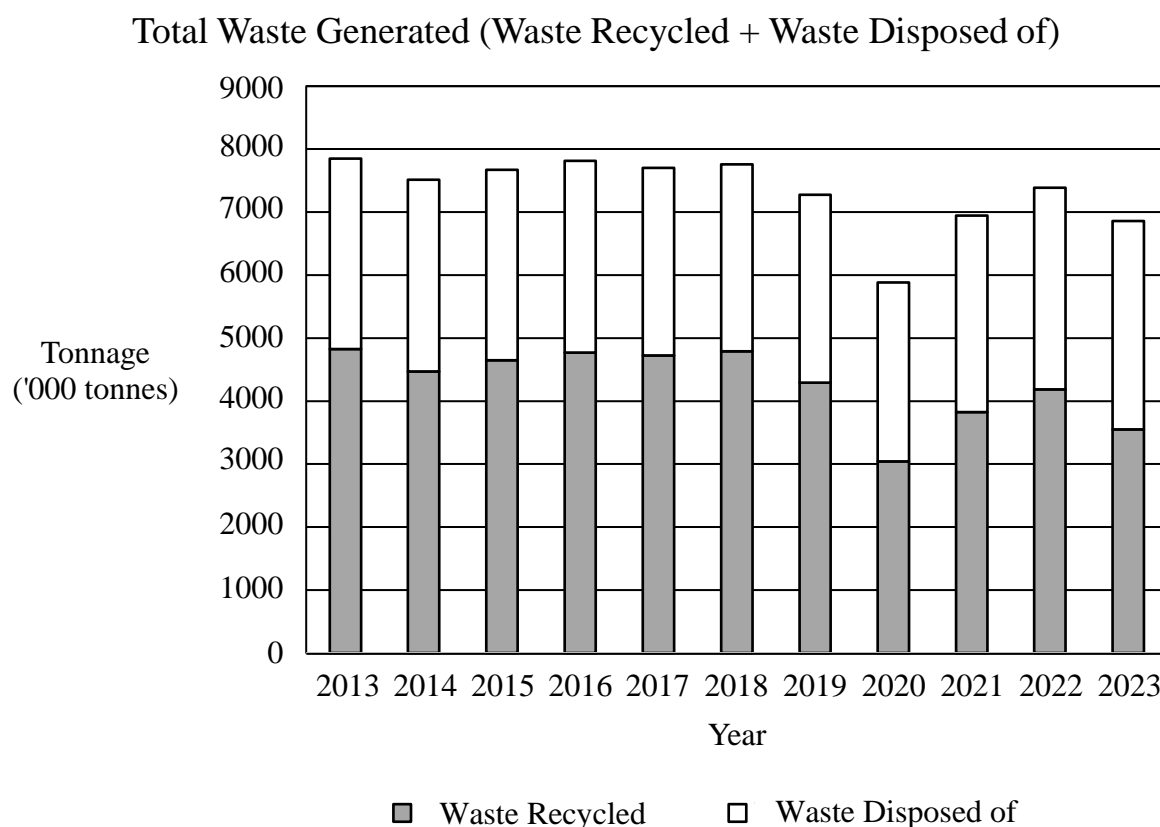 Total Waste Generated (Waste Recycled + Waste Disposed of)
9000
8000
7000
6000
5000
4000
3000
2000
1000
0
Tonnage
('000 tonnes)
2013 2014 2015 2016 2017 2018 2019 2020 2021 2022 2023
Year
Waste Recycled Waste Disposed of